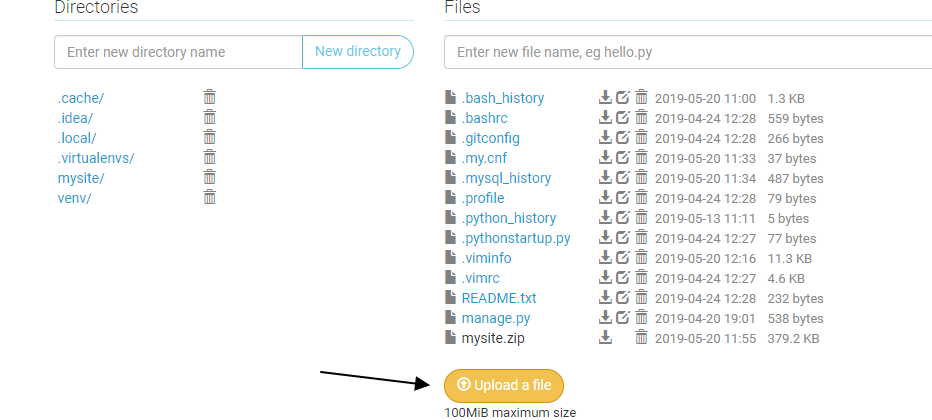 Directories
Enter new directory name New directory
.cache/
.idea/
.local/
.virtualenvs/
mysite/
venv/
Files
Enter new file name, eg hello.py
.bash_history 2019-05-20 11:00 1.3 KB
.bashrc 2019-04-24 12:28 559 bytes
.gitconfig 2019-04-24 12:28 266 bytes
.my.cnf 2019-05-20 11:33 37 bytes
.mysql_history 2019-05-20 11:34 487 bytes
.profile 2019-04-24 12:28 79 bytes
.python_history 2019-05-13 11:11 5 bytes
.pythonstartup.py 2019-04-24 12:27 77 bytes
.viminfo 2019-05-20 12:16 11.3 KB
.vimrc 2019-04-24 12:27 4.6 KB
README.txt 2019-04-24 12:28 232 bytes
manage.py 2019-04-20 19:01 538 bytes
mysite.zip 2019-05-20 11:55 379.2 KB
Upload a file
100MiB maximum size